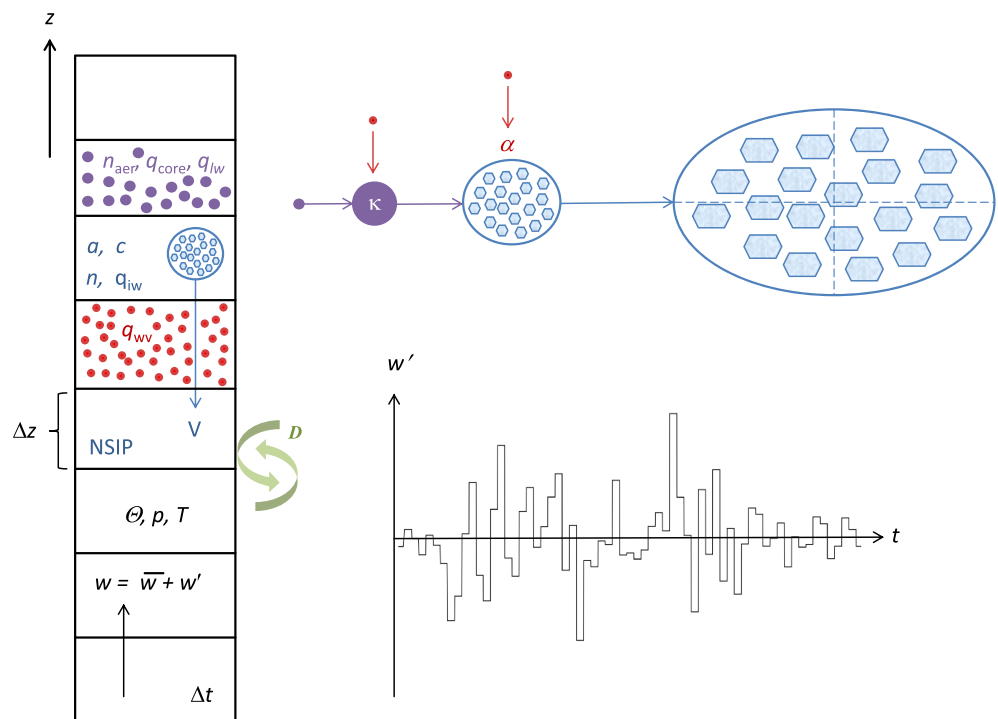 z
n_aer, q_core, q_lw
a, c
n, q_iw
q_wv
Δz
V
NSIP
D
Θ, p, T
w = w̅ + w′
Δt
κ
α
w′
t